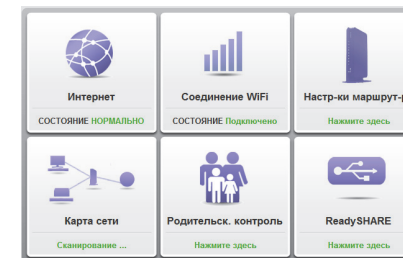 Интернет
СОСТОЯНИЕ НОРМАЛЬНО
Соединение WiFi
СОСТОЯНИЕ Подключено
Настр-ки маршрут-р
Нажмите здесь
Карта сети
Сканирование ...
Родительск. контроль
Нажмите здесь
ReadySHARE
Нажмите здесь